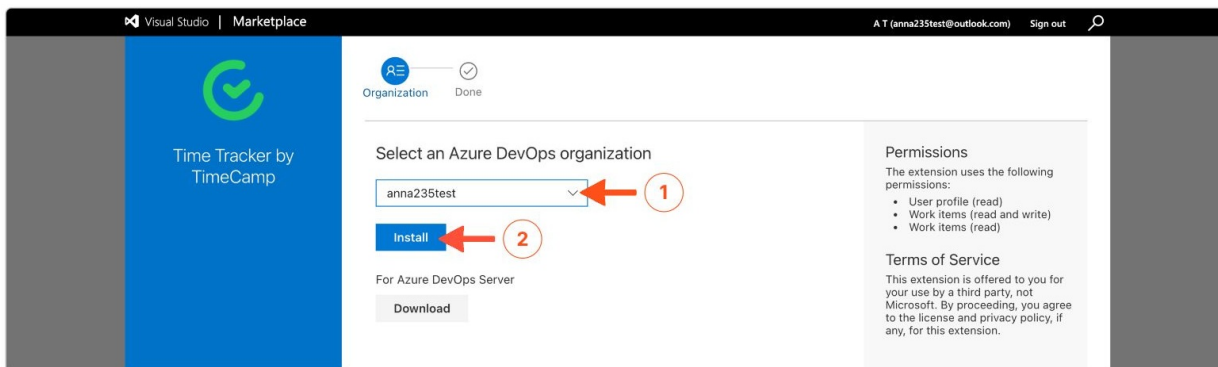 Visual Studio | Marketplace
A T (anna235test@outlook.com) Sign out
Time Tracker by
TimeCamp
Organization Done
Select an Azure DevOps organization
anna235test
1
Install
2
For Azure DevOps Server
Download
Permissions
The extension uses the following
permissions:
• User profile (read)
• Work items (read and write)
• Work items (read)
Terms of Service
This extension is offered to you for
your use by a third party, not
Microsoft. By proceeding, you agree
to the license and privacy policy, if
any, for this extension.